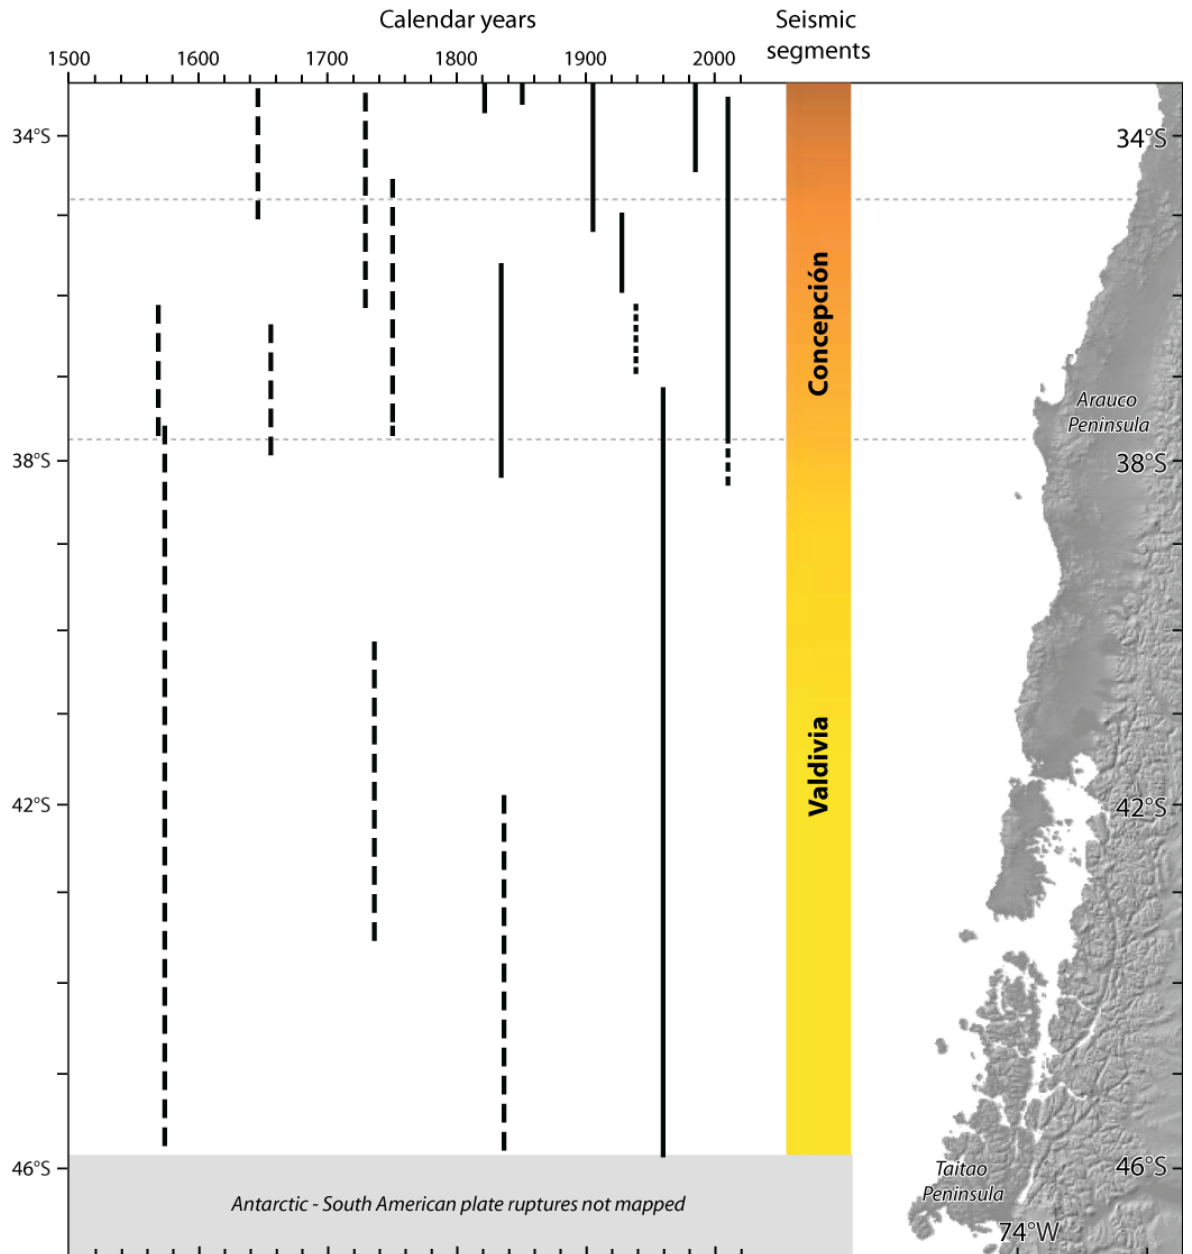 Calendar years
Seismic
segments
1500 1600 1700 1800 1900 2000
34°S
34°S
Concepción
Arauco
Peninsula
38°S
38°S
Valdivia
42°S
42°S
46°S
46°S
Taitao
Peninsula
Antarctic - South American plate ruptures not mapped
74°W